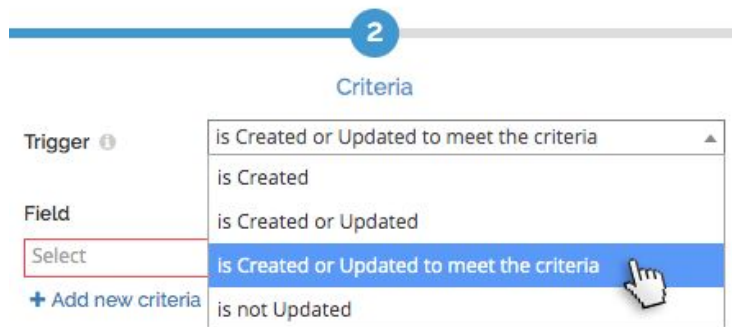 2
Criteria
Trigger
is Created or Updated to meet the criteria
is Created
Field
is Created or Updated
Select
is Created or Updated to meet the criteria
+ Add new criteria
is not Updated